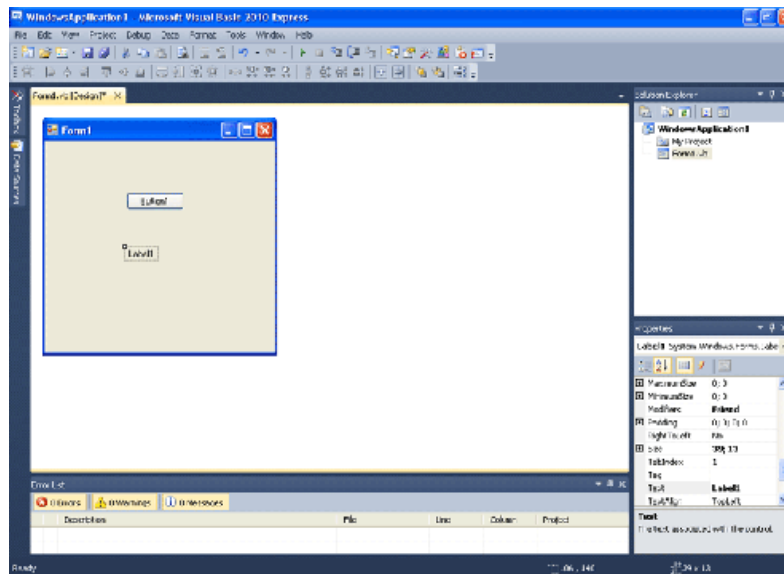 WindowsApplication1 - Microsoft Visual Basic 2010 Express
File Edit View Project Debug Data Format Tools Window Help
Form1.vb [Design]*
Toolbox
Data Sources
Form1
Button1
Label1
Solution Explorer
WindowsApplication1
My Project
Form1.vb
Properties
Label1 System.Windows.Forms.Label
MaximumSize 0; 0
MinimumSize 0; 0
Modifiers Friend
Padding 0; 0; 0; 0
RightToLeft No
Size 39; 13
TabIndex 1
Tag
Text Label1
TextAlign TopLeft
Text
The text associated with the control.
Error List
0 Errors 0 Warnings 0 Messages
Description File Line Column Project
Ready 39 x 13